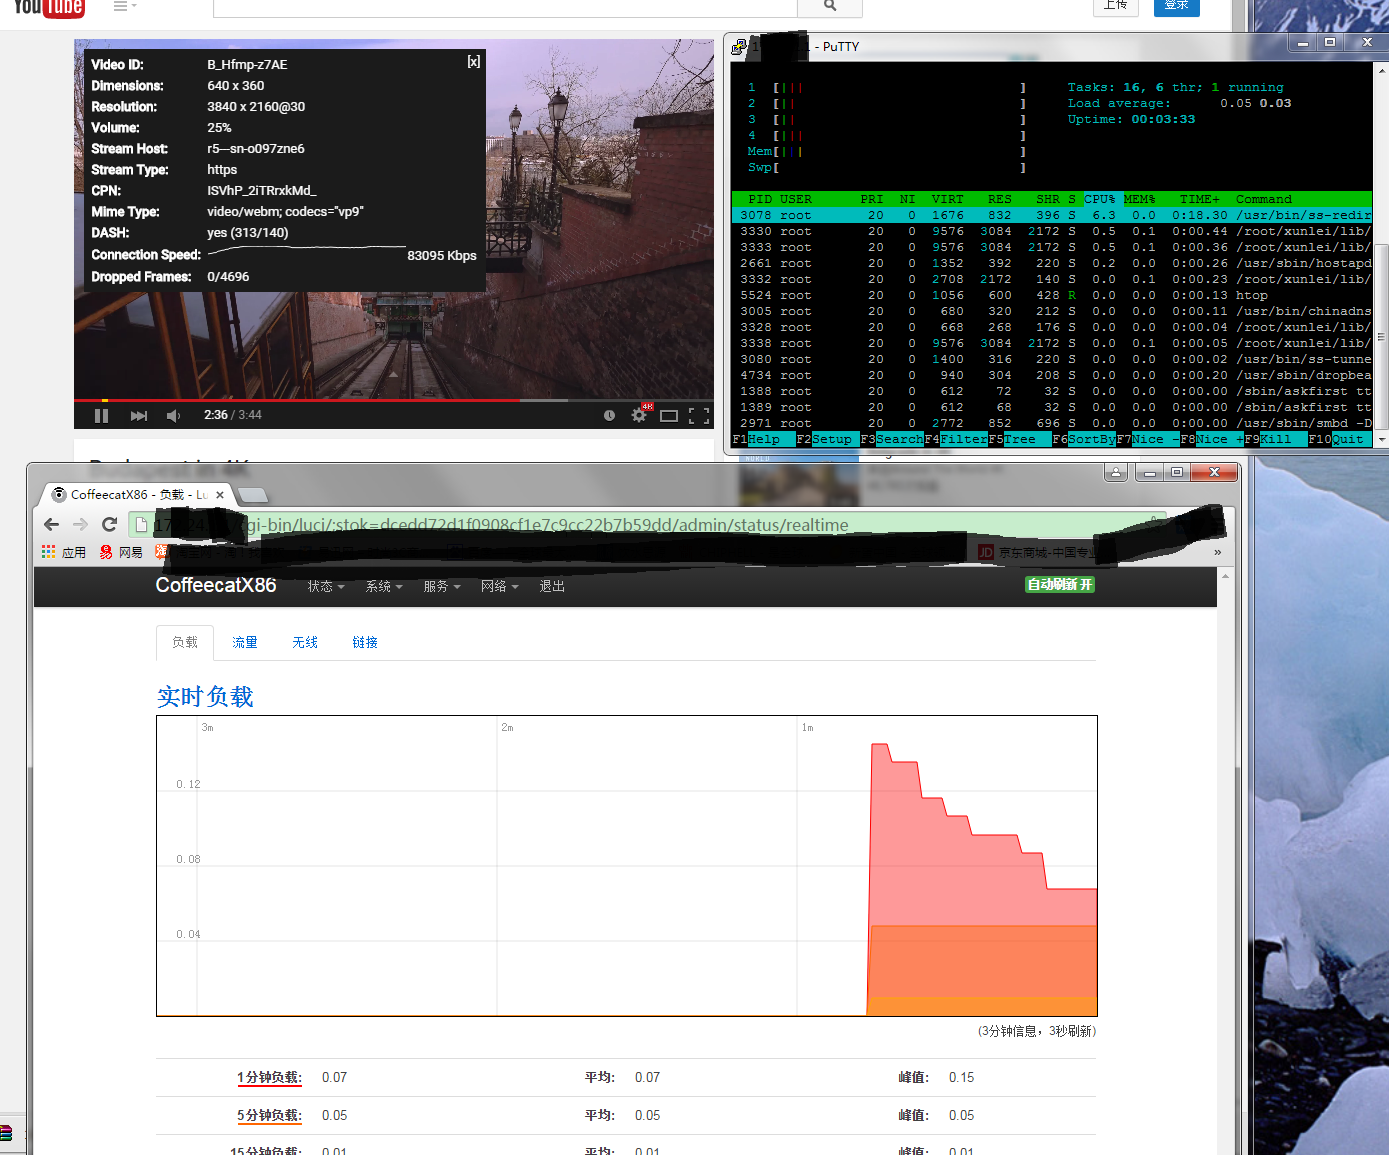 YouTube
上传
登录
Video ID: B_Hfmp-z7AE [x]
Dimensions: 640 x 360
Resolution: 3840 x 2160@30
Volume: 25%
Stream Host: r5---sn-o097zne6
Stream Type: https
CPN: ISVhP_2iTRrxkMd_
Mime Type: video/webm; codecs="vp9"
DASH: yes (313/140)
Connection Speed: 83095 Kbps
Dropped Frames: 0/4696
2:36 / 3:44
4K
Budapest in 4K
- PuTTY
1 [||| ] Tasks: 16, 6 thr; 1 running
2 [|| ] Load average: 0.05 0.03
3 [|| ] Uptime: 00:03:33
4 [||| ]
Mem[||| ]
Swp[ ]
PID USER PRI NI VIRT RES SHR S CPU% MEM% TIME+ Command
3078 root 20 0 1676 832 396 S 6.3 0.0 0:18.30 /usr/bin/ss-redir
3330 root 20 0 9576 3084 2172 S 0.5 0.1 0:00.44 /root/xunlei/lib/
3333 root 20 0 9576 3084 2172 S 0.5 0.1 0:00.36 /root/xunlei/lib/
2661 root 20 0 1352 392 220 S 0.2 0.0 0:00.26 /usr/sbin/hostapd
3332 root 20 0 2708 2172 140 S 0.0 0.0 0:00.23 /root/xunlei/lib/
5524 root 20 0 1056 600 428 R 0.0 0.0 0:00.13 htop
3005 root 20 0 680 320 212 S 0.0 0.0 0:00.11 /usr/bin/chinadns
3328 root 20 0 668 268 176 S 0.0 0.0 0:00.04 /root/xunlei/lib/
3338 root 20 0 9576 3084 2172 S 0.0 0.1 0:00.05 /root/xunlei/lib/
3080 root 20 0 1400 316 220 S 0.0 0.0 0:00.02 /usr/bin/ss-tunne
4734 root 20 0 940 304 208 S 0.0 0.0 0:00.20 /usr/sbin/dropbea
1388 root 20 0 612 72 32 S 0.0 0.0 0:00.00 /sbin/askfirst tt
1389 root 20 0 612 68 32 S 0.0 0.0 0:00.00 /sbin/askfirst tt
2971 root 20 0 2772 852 696 S 0.0 0.0 0:00.00 /usr/sbin/smbd -D
F1Help F2Setup F3SearchF4FilterF5Tree F6SortByF7Nice -F8Nice +F9Kill F10Quit
CoffeecatX86 - 负载 - Lu
gi-bin/luci/;stok=dcedd72d1f0908cf1e7c9cc22b7b59dd/admin/status/realtime
应用 网易 淘 JD 京东商城-中国专业 »
CoffeecatX86 状态 系统 服务 网络 退出 自动刷新 开
负载 流量 无线 链接
实时负载
3m 2m 1m
0.12
0.08
0.04
(3分钟信息，3秒刷新)
1分钟负载: 0.07 平均: 0.07 峰值: 0.15
5分钟负载: 0.05 平均: 0.05 峰值: 0.05
15分钟负载: 0.01 平均: 0.01 峰值: 0.01